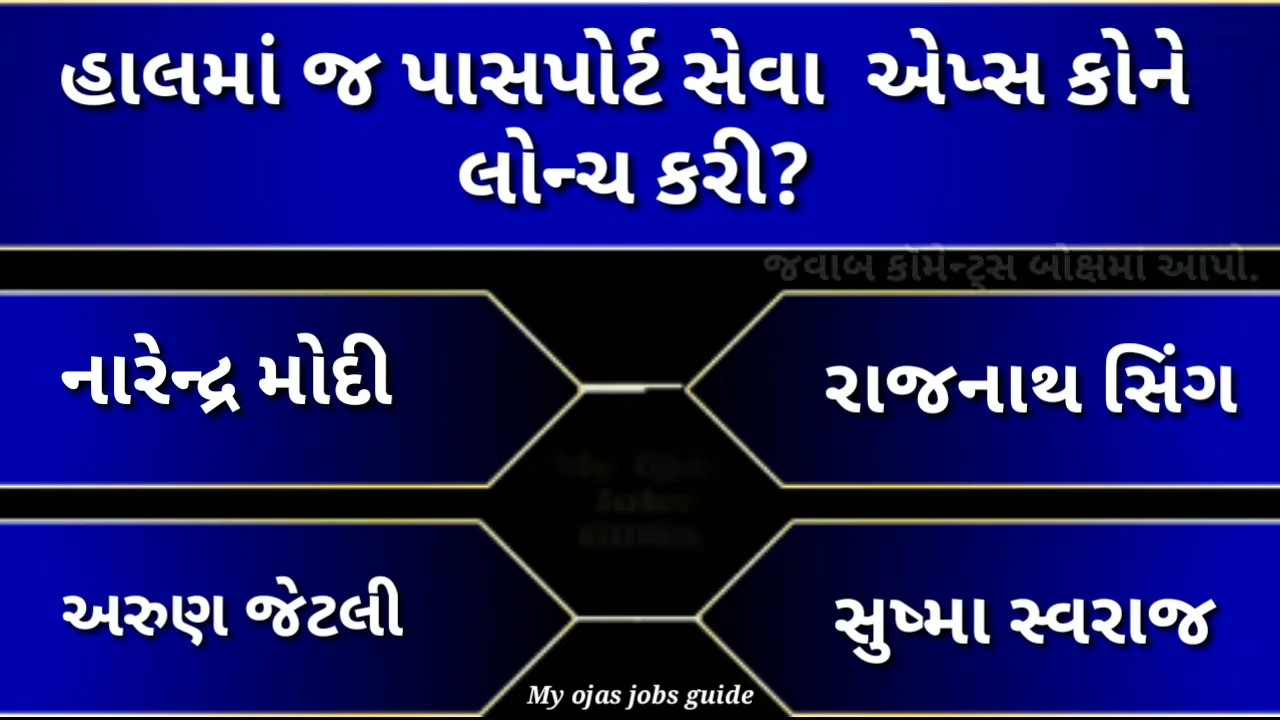 હાલમાં જ પાસપોર્ટ સેવા એપ્સ કોને
લોન્ચ કરી?
જવાબ કોમેન્ટ્સ બોક્ષમાં આપો.
નારેન્દ્ર મોદી
રાજનાથ સિંગ
અરુણ જેટલી
સુષ્મા સ્વરાજ
My ojas jobs guide